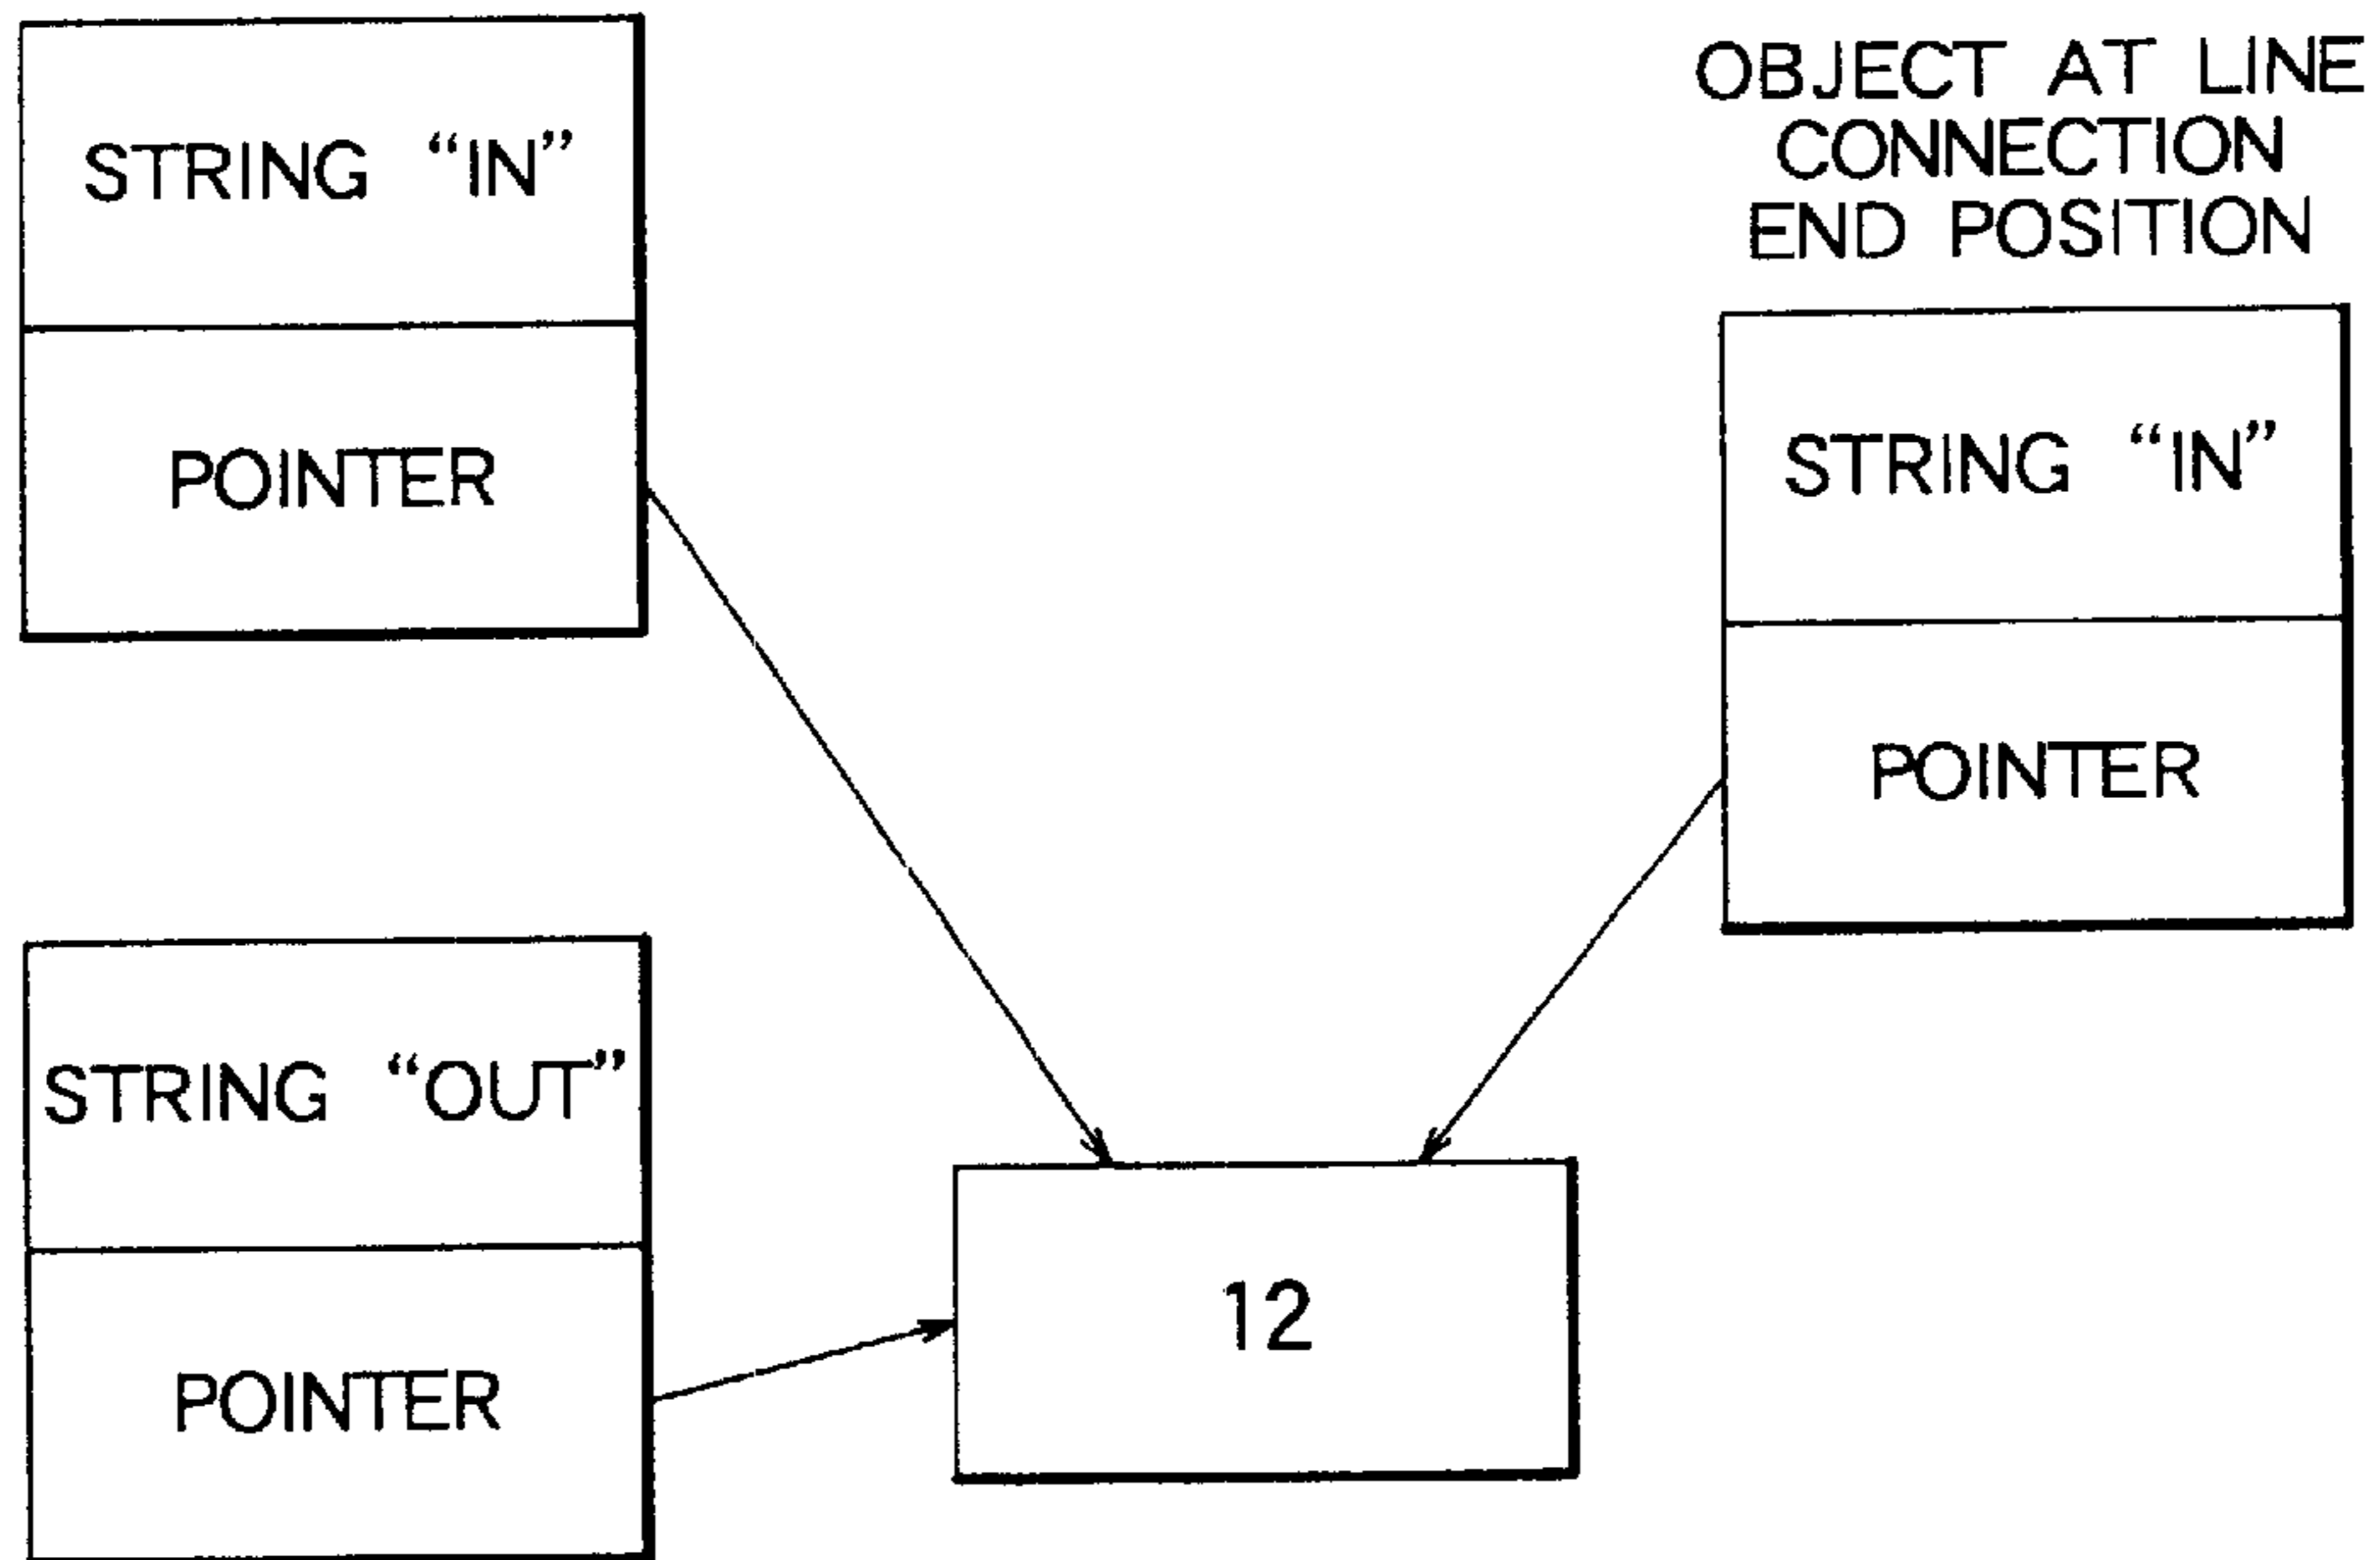 STRING “IN”
POINTER
OBJECT AT LINE
CONNECTION
END POSITION
STRING “IN”
POINTER
STRING “OUT”
POINTER
12